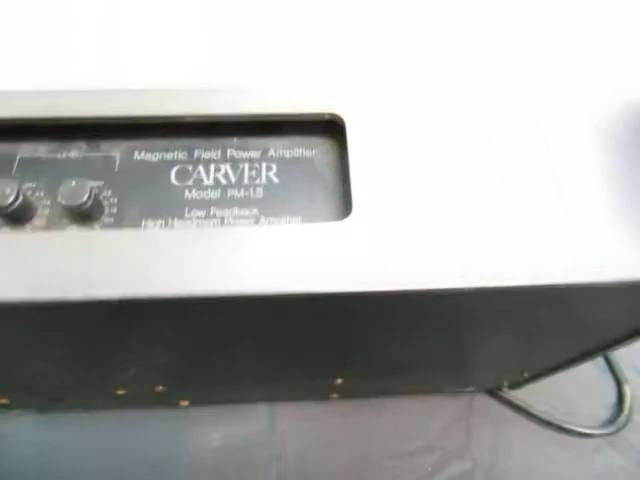 Magnetic Field Power Amplifier
CARVER
Model PM-1.5
Low Feedback
High Headroom Power Amplifier